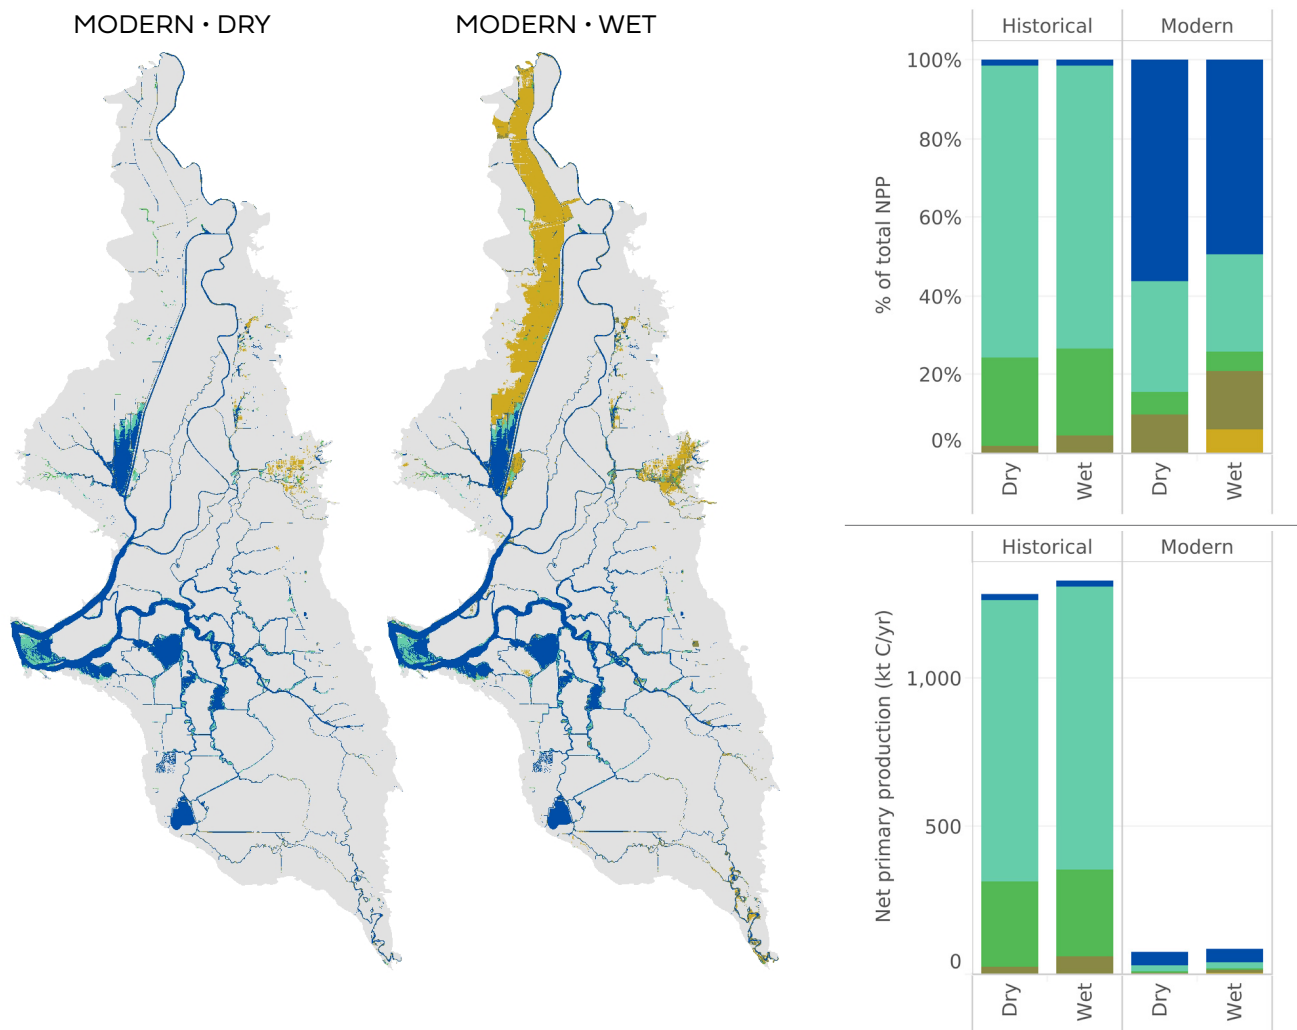 MODERN • DRY
MODERN • WET
Historical
Modern
100%
80%
60%
40%
20%
0%
% of total NPP
Dry
Wet
Dry
Wet
Historical
Modern
1,000
500
0
Net primary production (kt C/yr)
Dry
Wet
Dry
Wet